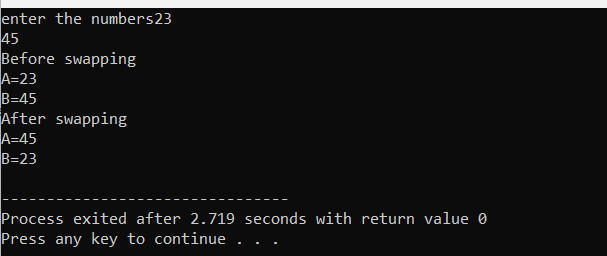 enter the numbers23
45
Before swapping
A=23
B=45
After swapping
A=45
B=23
--------------------------------
Process exited after 2.719 seconds with return value 0
Press any key to continue . . .